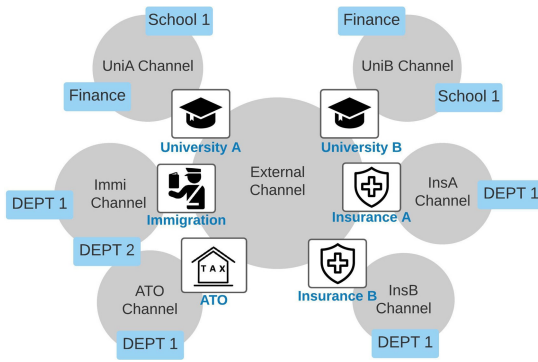 School 1
Finance
UniA Channel
UniB Channel
Finance
School 1
University A
University B
External
Channel
Immi
Channel
InsA
Channel
DEPT 1
DEPT 1
Immigration
Insurance A
DEPT 2
TAX
ATO
Insurance B
ATO
Channel
InsB
Channel
DEPT 1
DEPT 1